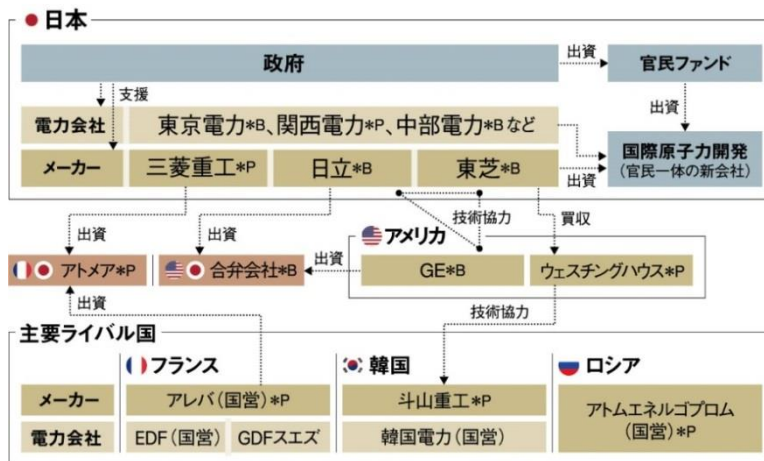 日本
政府
出資
官民ファンド
支援
出資
電力会社
東京電力*B、関西電力*P、中部電力*Bなど
メーカー
三菱重工*P
日立*B
東芝*B
出資
国際原子力開発
(官民一体の新会社)
出資
出資
技術協力
買収
アメリカ
アトメア*P
合弁会社*B
出資
GE*B
ウェスチングハウス*P
出資
技術協力
主要ライバル国
フランス
韓国
ロシア
メーカー
アレバ(国営)*P
斗山重工*P
アトムエネルゴプロム
(国営)*P
電力会社
EDF(国営)
GDFスエズ
韓国電力(国営)